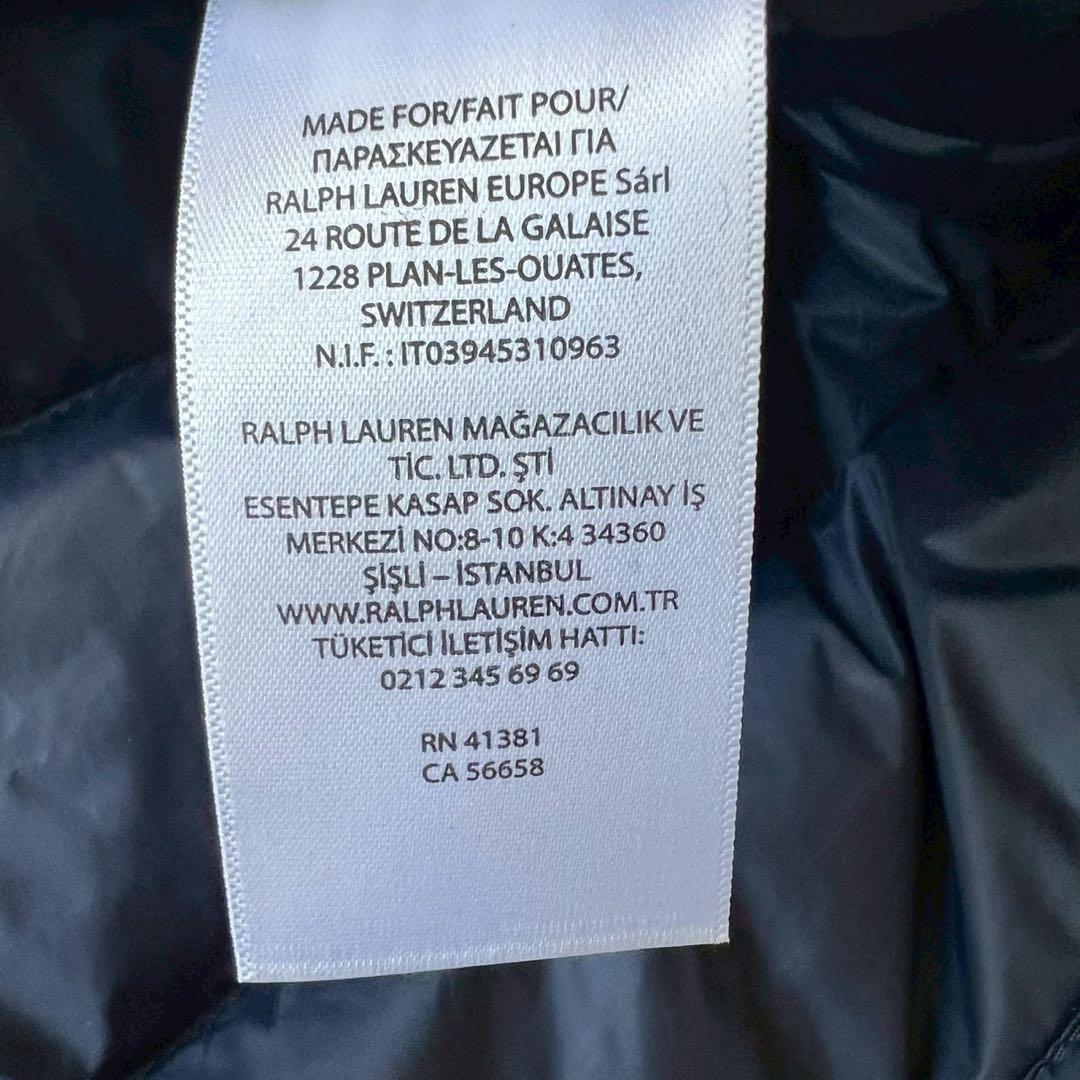 MADE FOR/FAIT POUR/
ΠΑΡΑΣΚΕΥΑΖΕΤΑΙ ΓΙΑ
RALPH LAUREN EUROPE Sárl
24 ROUTE DE LA GALAISE
1228 PLAN-LES-OUATES,
SWITZERLAND
N.I.F. : IT03945310963
RALPH LAUREN MAĞAZACILIK VE
TİC. LTD. ŞTİ
ESENTEPE KASAP SOK. ALTINAY İŞ
MERKEZİ NO:8-10 K:4 34360
ŞİŞLİ – İSTANBUL
WWW.RALPHLAUREN.COM.TR
TÜKETİCİ İLETİŞİM HATTI:
0212 345 69 69
RN 41381
CA 56658